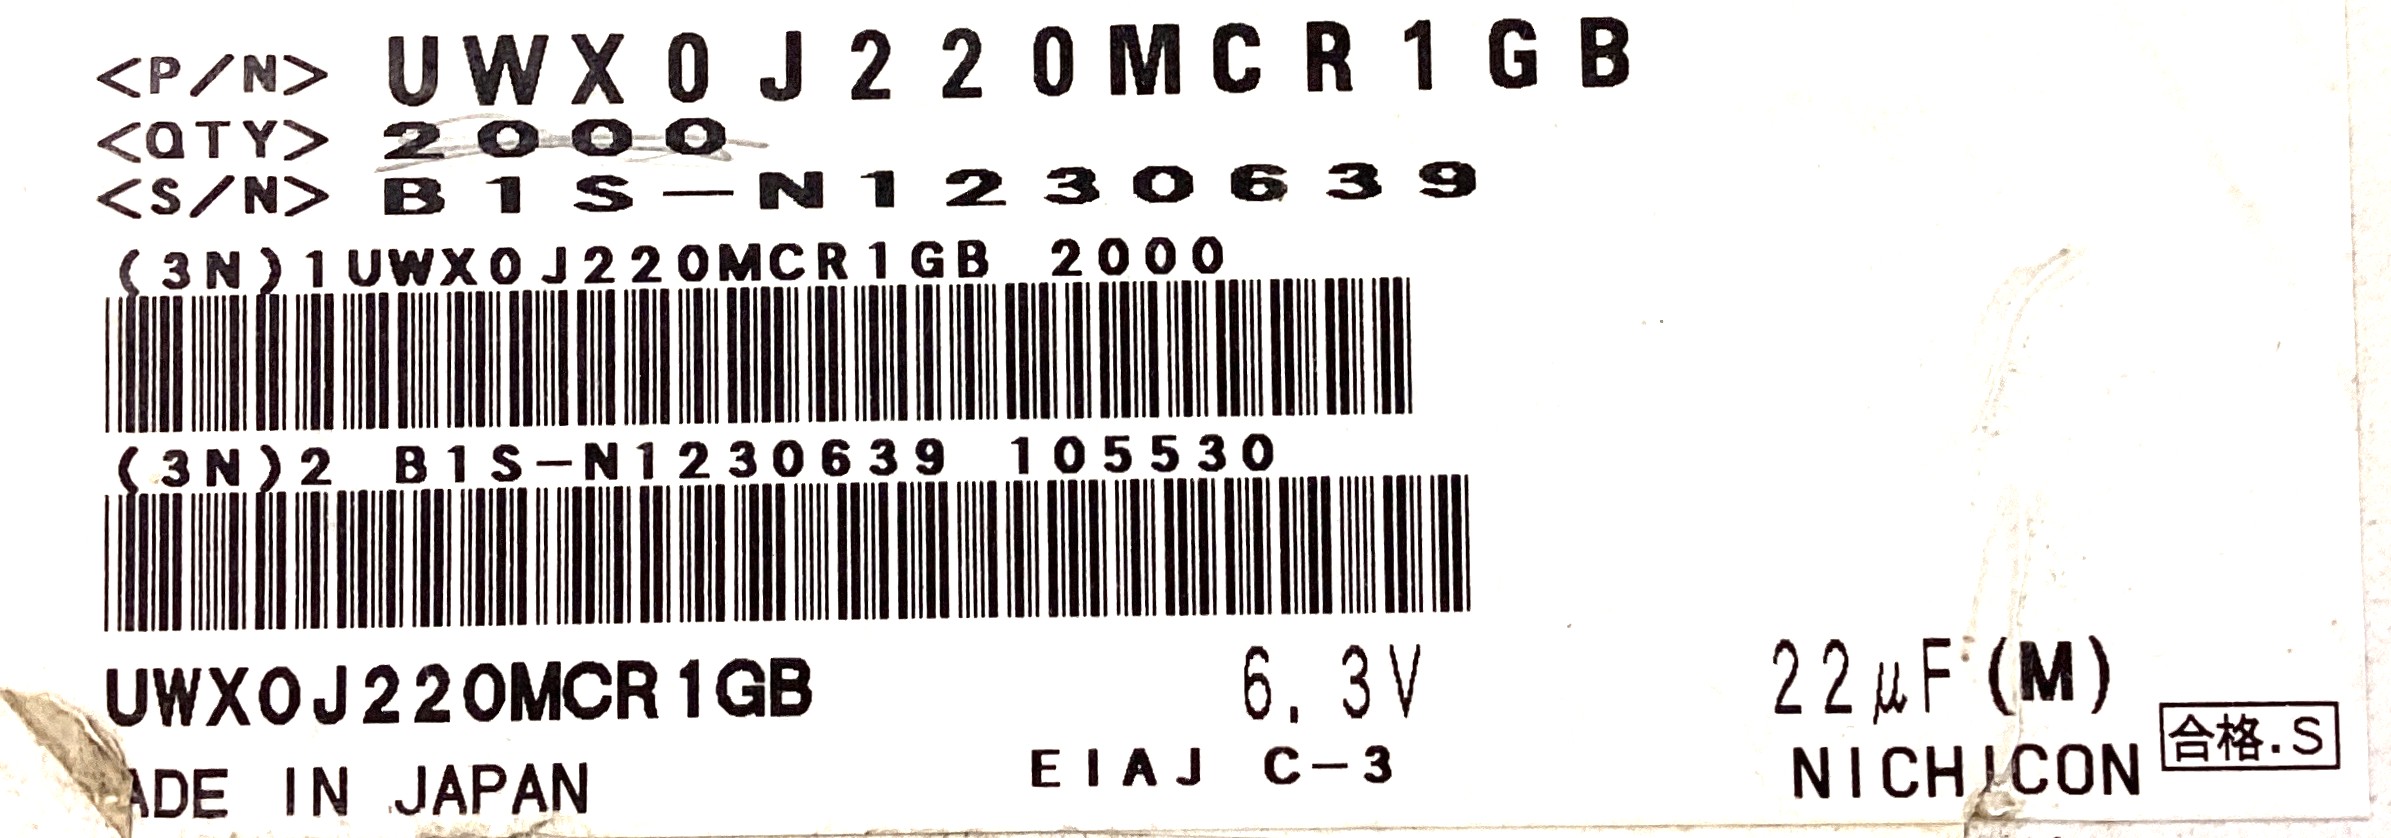 <P/N> UWX0J220MCR1GB
<QTY> 2000
<S/N> B1S-N1230639
(3N)1UWX0J220MCR1GB 2000
(3N)2 B1S-N1230639 105530
UWX0J220MCR1GB 6.3V 22μF(M)
ADE IN JAPAN EIAJ C-3 NICHICON 合格.S